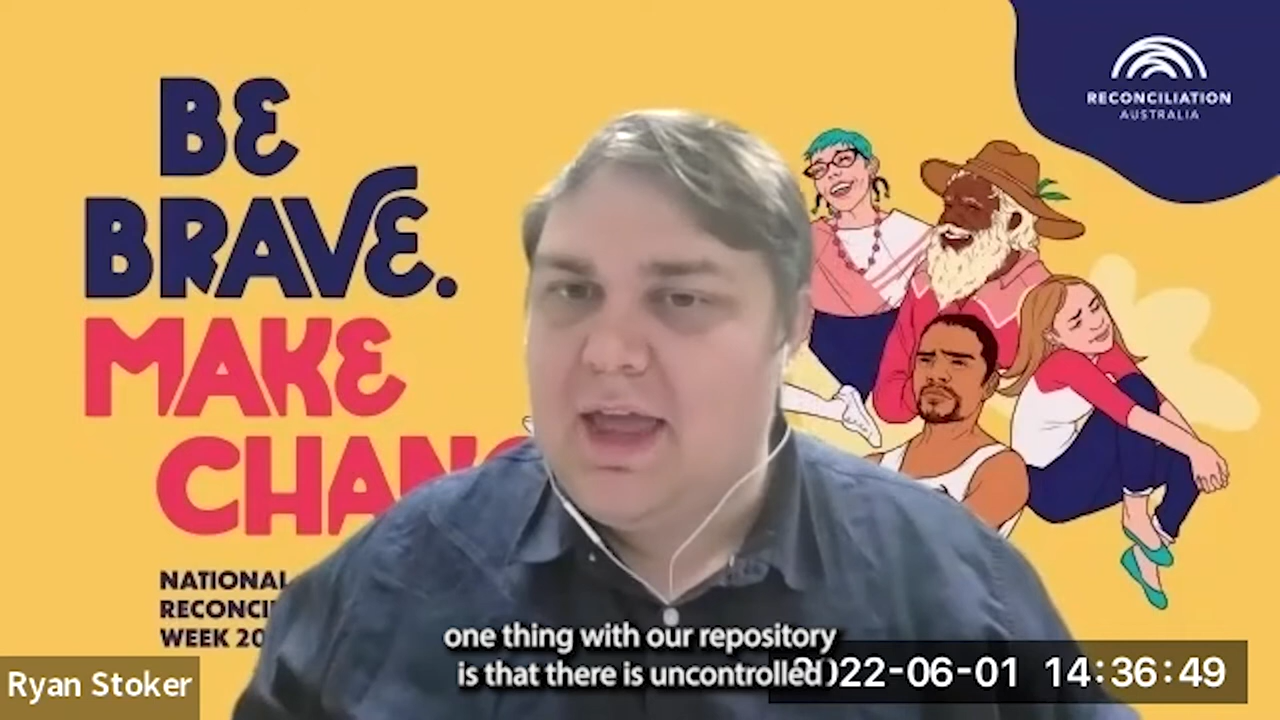 BE
BRAVE.
MAKE
CHAN
NATIONAL
RECONCI
WEEK 20
RECONCILIATION
AUSTRALIA
one thing with our repository
is that there is uncontrolled
Ryan Stoker
2022-06-01 14:36:49